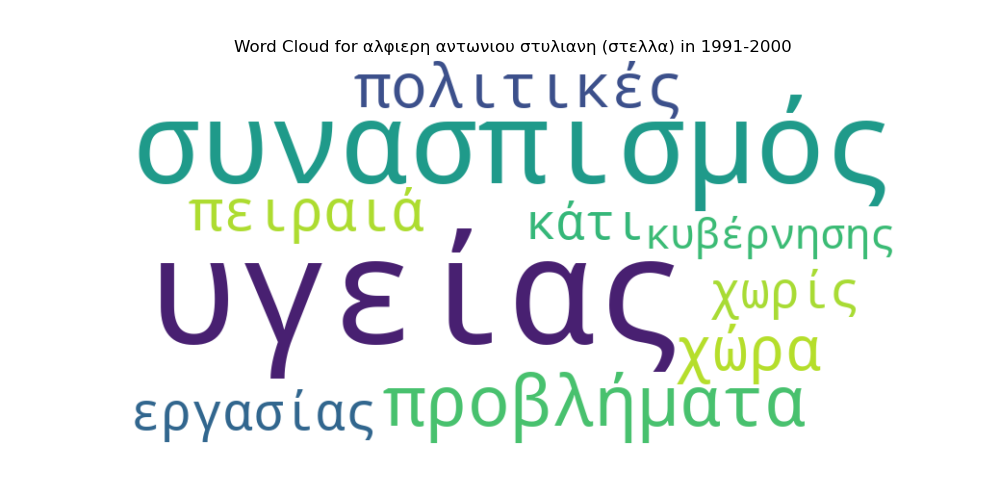 Word Cloud for αλφιερη αντωνιου στυλιανη (στελλα) in 1991-2000
πολιτικές
συνασπισμός
πειραιά
κάτι
κυβέρνησης
υγείας
χωρίς
χώρα
εργασίας
προβλήματα